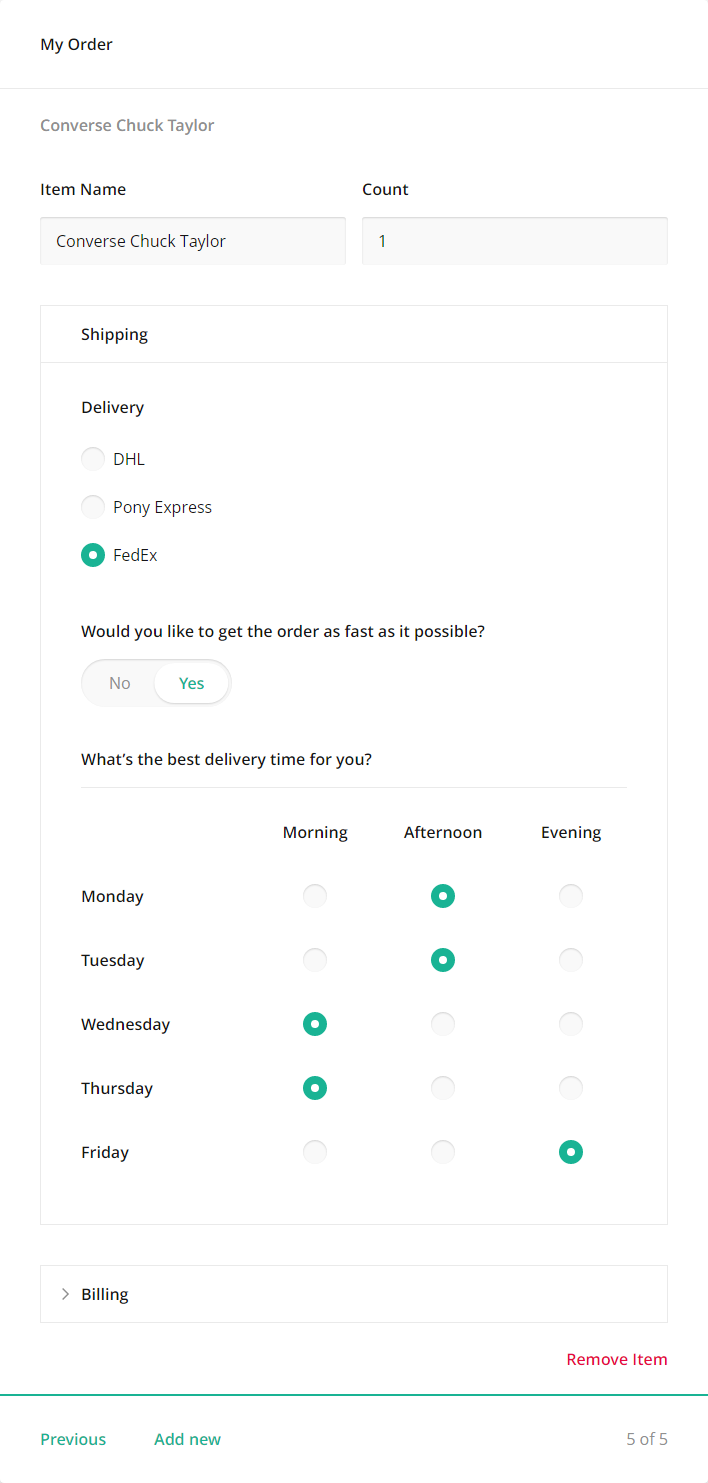 My Order
Converse Chuck Taylor
Item Name Count
Converse Chuck Taylor 1
Shipping
Delivery
DHL
Pony Express
FedEx
Would you like to get the order as fast as it possible?
No Yes
What’s the best delivery time for you?
Morning Afternoon Evening
Monday
Tuesday
Wednesday
Thursday
Friday
Billing
Remove Item
Previous Add new 5 of 5